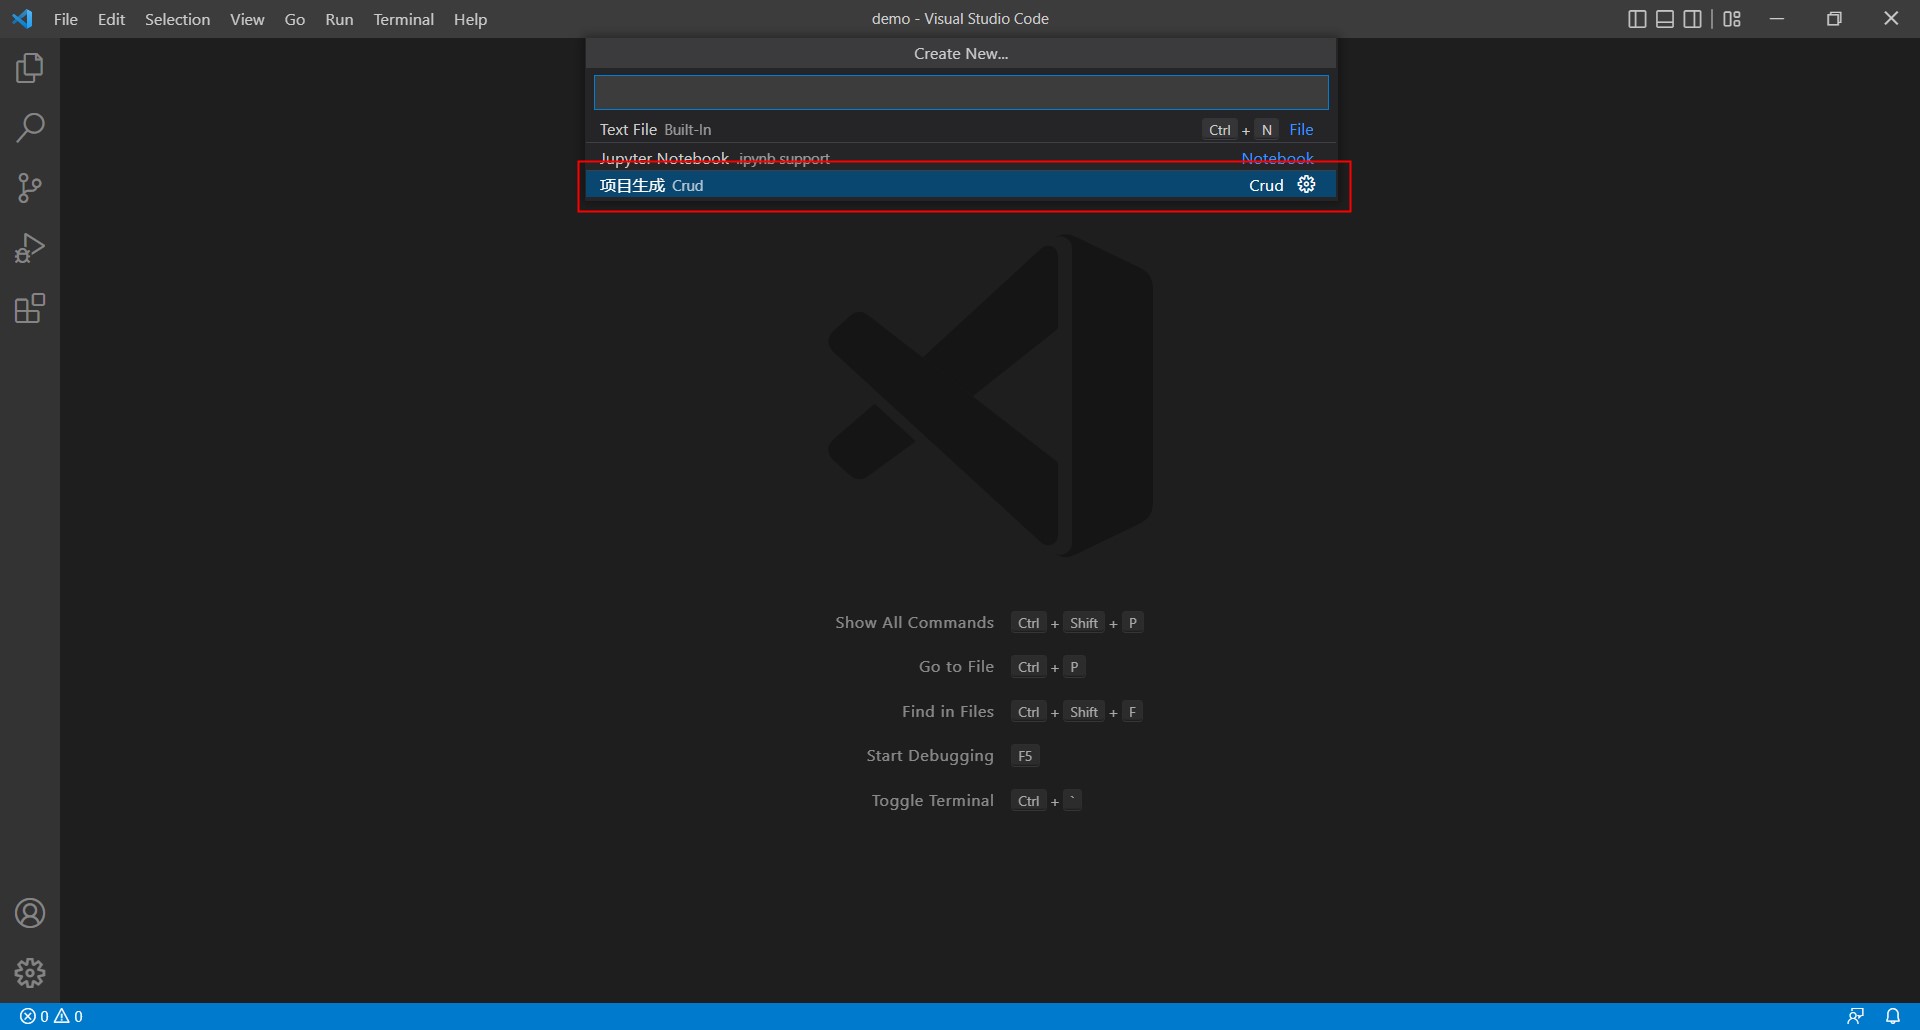 File Edit Selection View Go Run Terminal Help demo - Visual Studio Code
Create New...
Text File Built-In Ctrl + N File
Jupyter Notebook .ipynb support Notebook
项目生成 Crud Crud
Show All Commands Ctrl + Shift + P
Go to File Ctrl + P
Find in Files Ctrl + Shift + F
Start Debugging F5
Toggle Terminal Ctrl + `
0 0